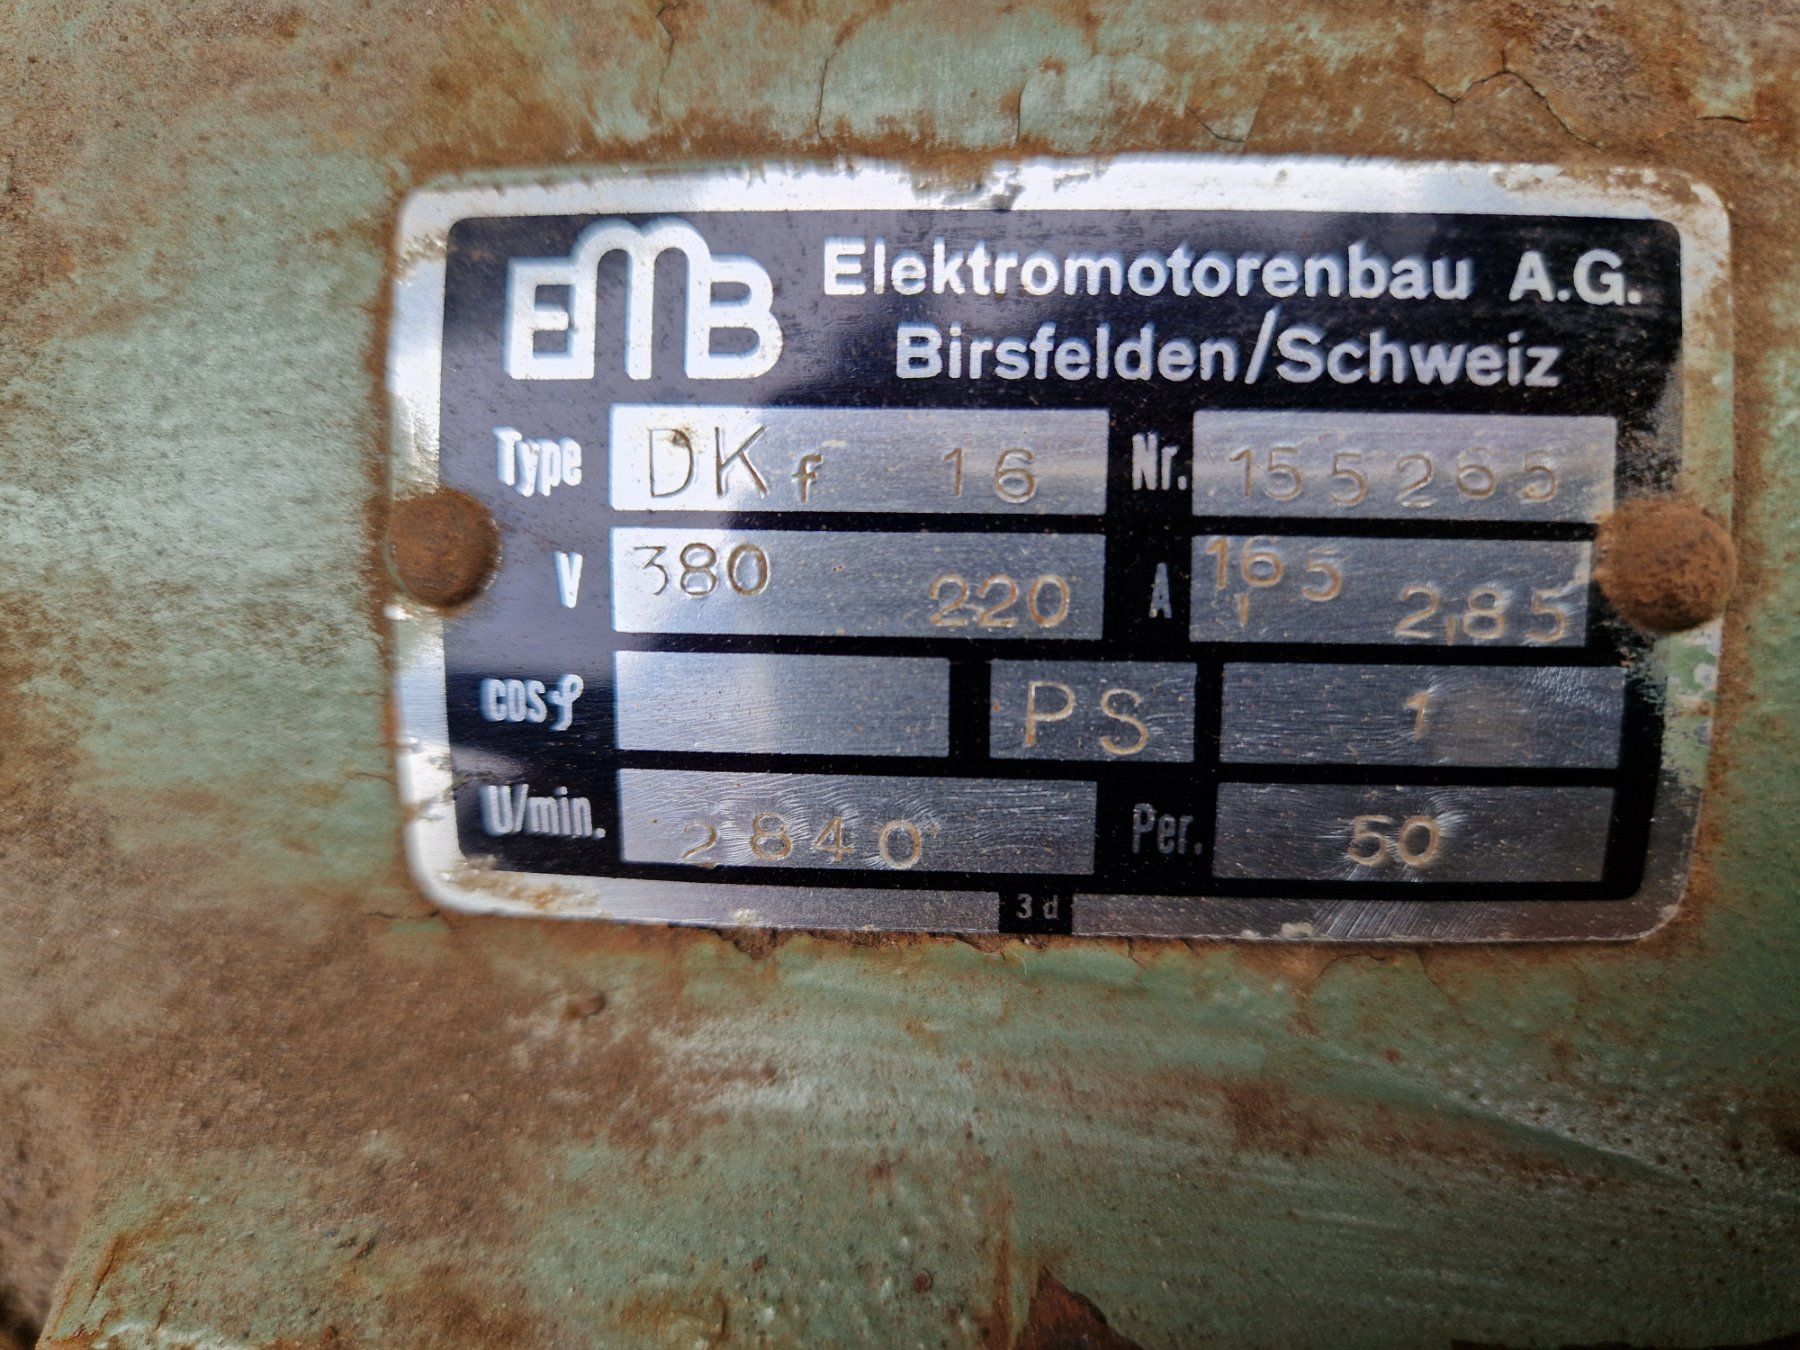 EMB Elektromotorenbau A.G.
Birsfelden/Schweiz
Type DKf 16 Nr. 155265
V 380 220 A 1,65 2,85
cosφ PS 1
U/min. 2840 Per. 50
3d